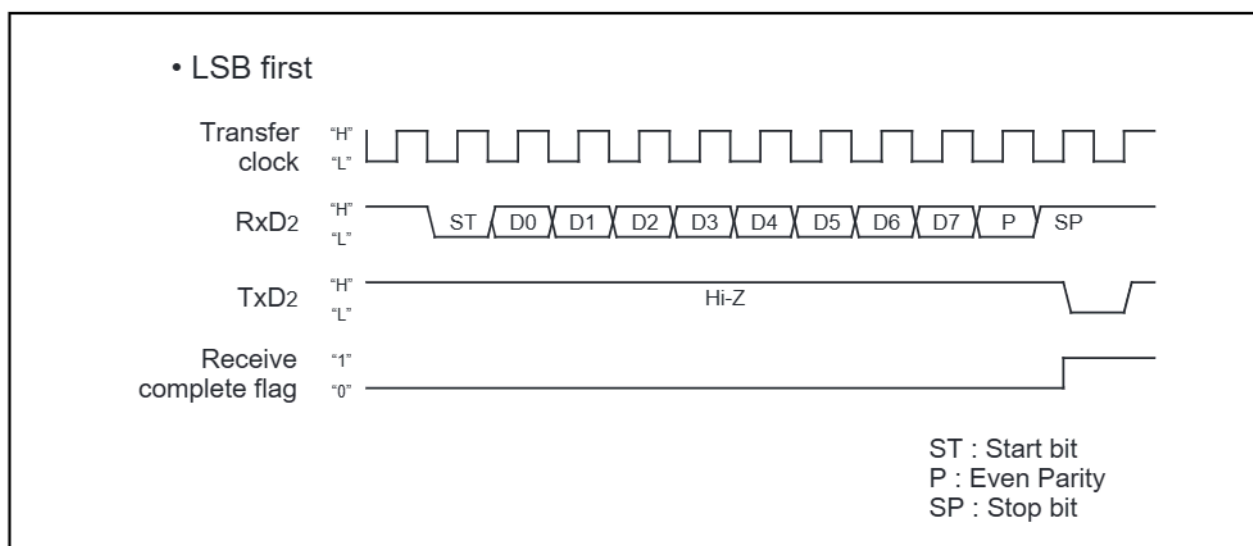 • LSB first
Transfer clock
“H”
“L”
RxD2
“H”
“L”
ST D0 D1 D2 D3 D4 D5 D6 D7 P SP
TxD2
“H”
“L”
Hi-Z
Receive complete flag
“1”
“0”
ST : Start bit
P : Even Parity
SP : Stop bit